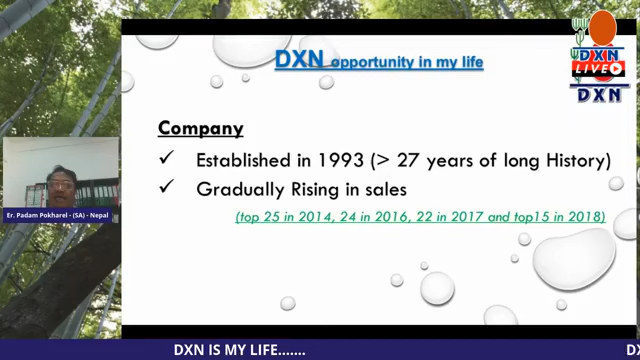 DXN opportunity in my life
DXN
LIVE
DXN
Company
✓ Established in 1993 (> 27 years of long History)
✓ Gradually Rising in sales
(top 25 in 2014, 24 in 2016, 22 in 2017 and top15 in 2018)
Er. Padam Pokharel - (SA) - Nepal
DXN IS MY LIFE.......
DX